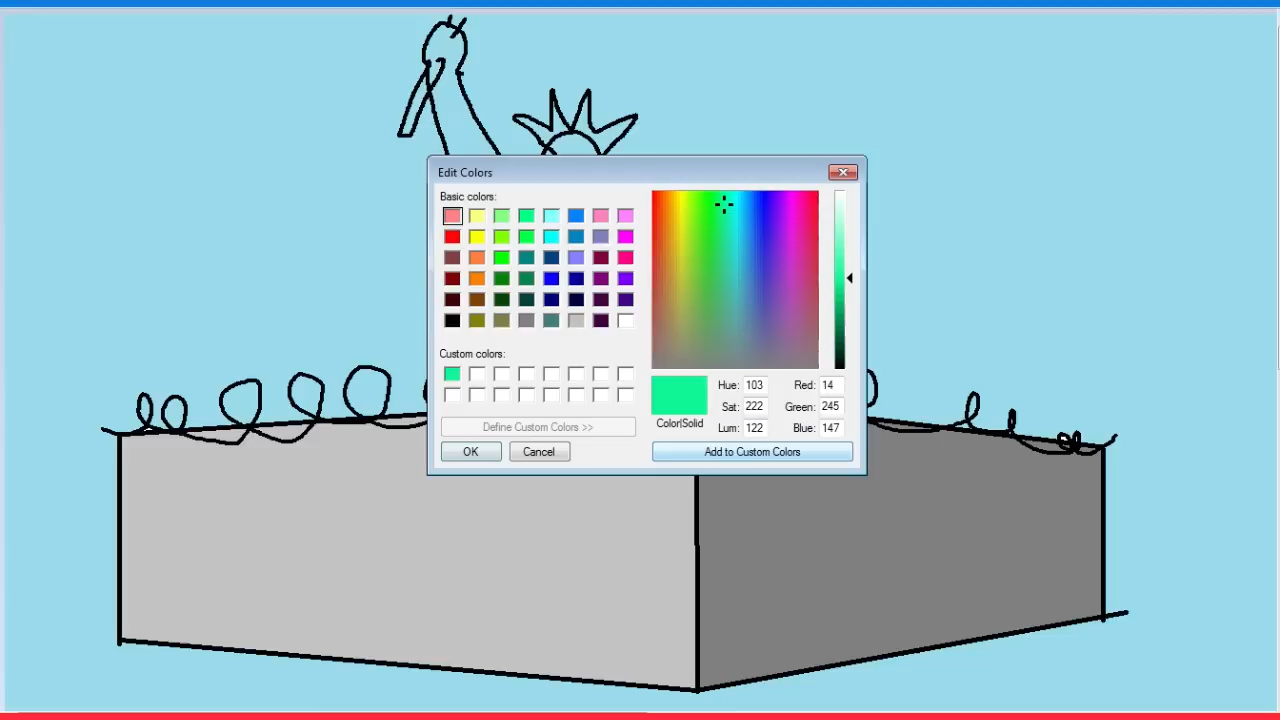 Edit Colors
Basic colors:
Custom colors:
Define Custom Colors >>
OK
Cancel
Color|Solid
Hue: 103
Sat: 222
Lum: 122
Red: 14
Green: 245
Blue: 147
Add to Custom Colors